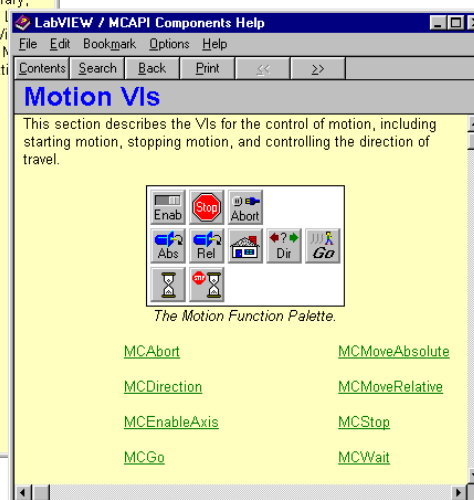 LabVIEW / MCAPI Components Help
File Edit Bookmark Options Help
Contents Search Back Print << >>
Motion VIs
This section describes the VIs for the control of motion, including
starting motion, stopping motion, and controlling the direction of
travel.
Enab Stop Abort
Abs Rel Dir Go
STOP
The Motion Function Palette.
MCAbort MCMoveAbsolute
MCDirection MCMoveRelative
MCEnableAxis MCStop
MCGo MCWait